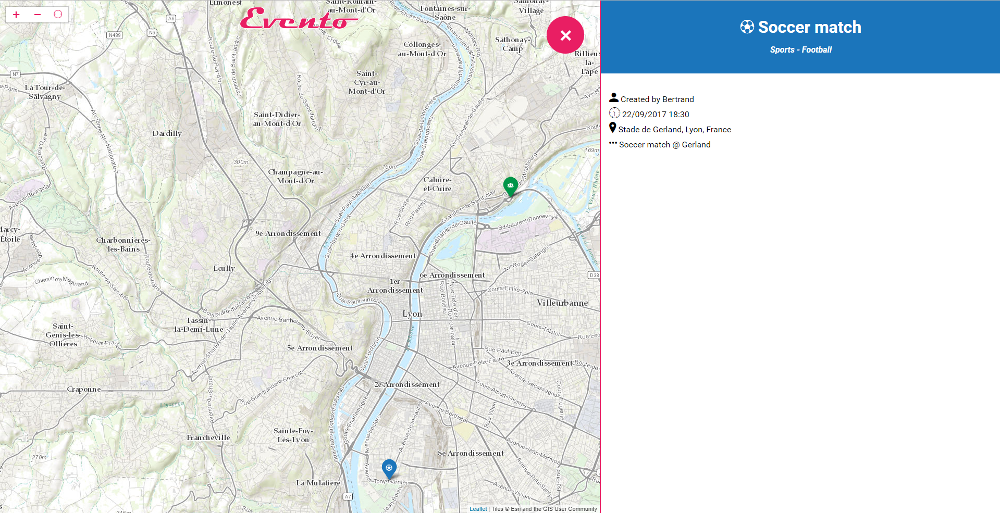 Evento
Limonest
Saint-Romain-
au-Mont-d'Or
Fontaines-sur-
Saône
Sathonay-
Village
Collonges-
au-Mont-d'Or
Sathonay-
Camp
Rillieux-
la-
Pape
Saint-
Cyr-au-
Mont-d'Or
La Tour-de-
Salvagny
Saint-Didier-
au-Mont-d'Or
Dardilly
Champagne-au-
Mont-d'Or
Caluire-
et-Cuire
Marcy-
l'Étoile
Charbonnières-
les-Bains
9e Arrondissement
4e Arrondissement
Écully
6e Arrondissement
1er
Arrondissement
Villeurbanne
Lyon
Saint-
Genis-les-
Ollières
Tassin-
la-Demi-Lune
5e Arrondissement
3e Arrondissement
2e Arrondissement
Craponne
Francheville
Sainte-Foy-
Lès-Lyon
8e Arrondissement
La Mulatière
Leaflet | Tiles © Esri and the GIS User Community
Soccer match
Sports - Football
Created by Bertrand
22/09/2017 18:30
Stade de Gerland, Lyon, France
Soccer match @ Gerland